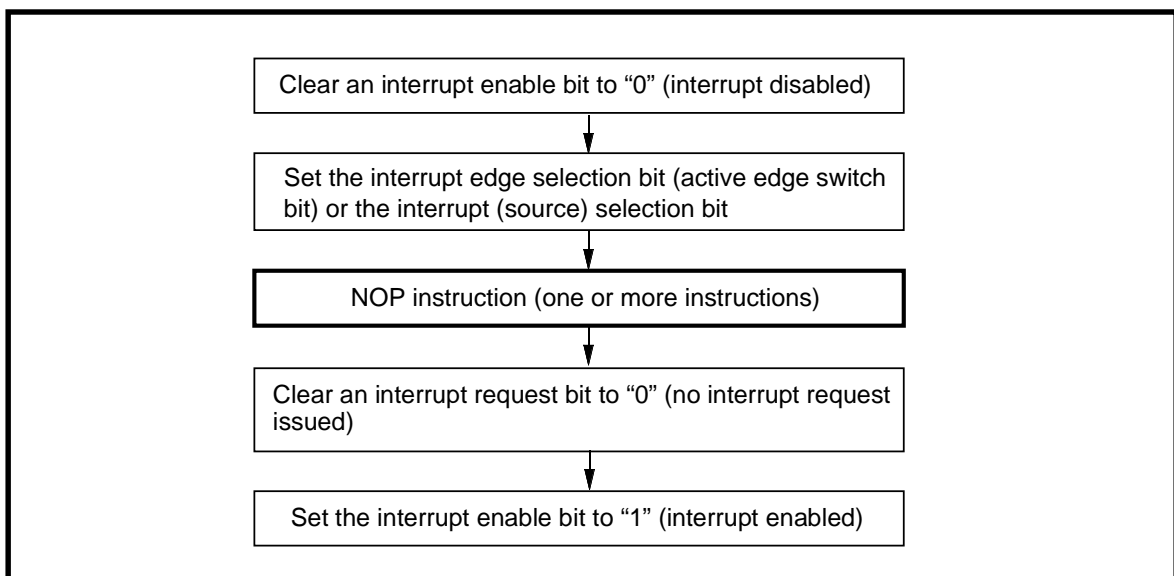 Clear an interrupt enable bit to “0” (interrupt disabled)
Set the interrupt edge selection bit (active edge switch
bit) or the interrupt (source) selection bit
NOP instruction (one or more instructions)
Clear an interrupt request bit to “0” (no interrupt request
issued)
Set the interrupt enable bit to “1” (interrupt enabled)